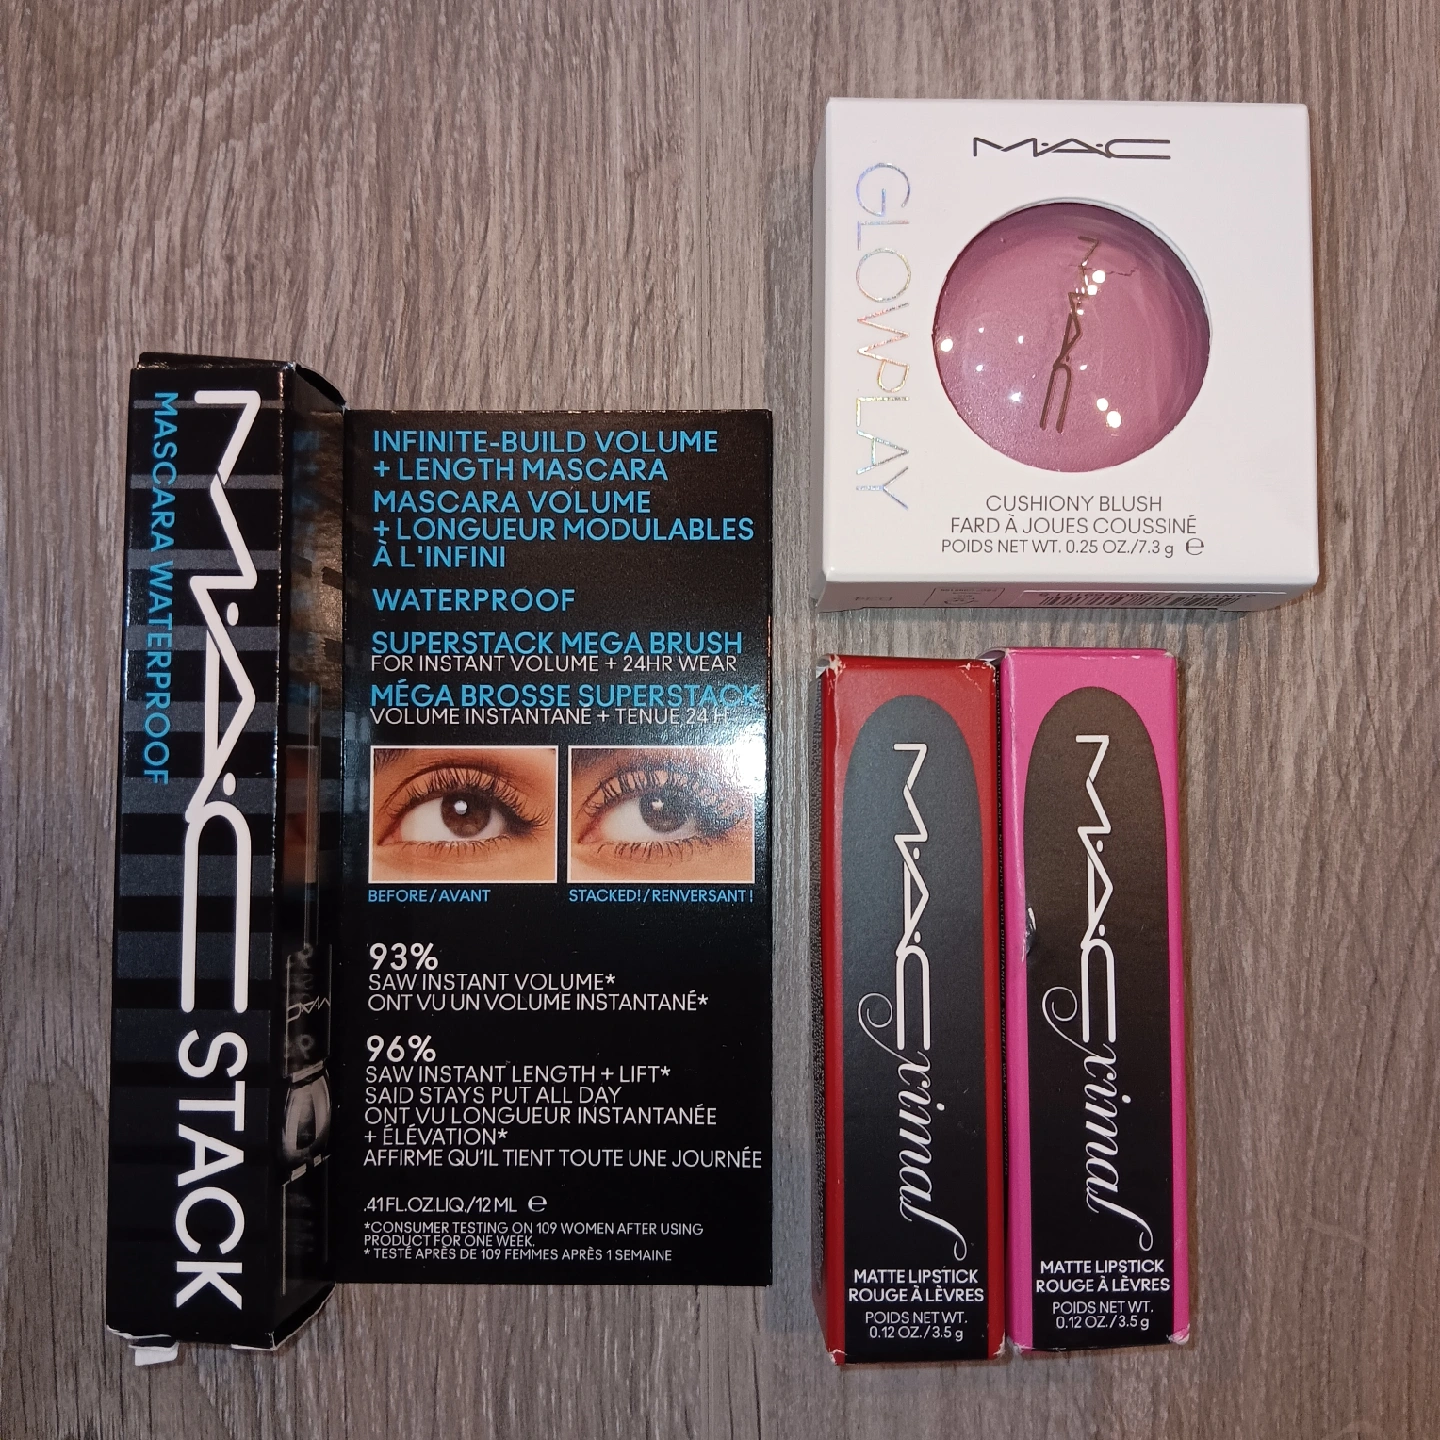 MASCARA WATERPROOF
MAC STACK
INFINITE-BUILD VOLUME
+ LENGTH MASCARA
MASCARA VOLUME
+ LONGUEUR MODULABLES
À L'INFINI
WATERPROOF
SUPERSTACK MEGA BRUSH
FOR INSTANT VOLUME + 24HR WEAR
MÉGA BROSSE SUPERSTACK
VOLUME INSTANTANÉ + TENUE 24 H
BEFORE / AVANT
STACKED! / RENVERSANT !
93%
SAW INSTANT VOLUME*
ONT VU UN VOLUME INSTANTANÉ*
96%
SAW INSTANT LENGTH + LIFT*
SAID STAYS PUT ALL DAY
ONT VU LONGUEUR INSTANTANÉE
+ ÉLÉVATION*
AFFIRME QU'IL TIENT TOUTE UNE JOURNÉE
.41 FL.OZ.LIQ./12 ML e
*CONSUMER TESTING ON 109 WOMEN AFTER USING
PRODUCT FOR ONE WEEK.
* TESTÉ APRÈS DE 109 FEMMES APRÈS 1 SEMAINE
M·A·C
GLOWPLAY
M·A·C
CUSHIONY BLUSH
FARD À JOUES COUSSINÉ
POIDS NET WT. 0.25 OZ./7.3 g e
M·A·Cximal
MATTE LIPSTICK
ROUGE À LÈVRES
POIDS NET WT.
0.12 OZ./3.5 g
M·A·Cximal
MATTE LIPSTICK
ROUGE À LÈVRES
POIDS NET WT.
0.12 OZ./3.5 g